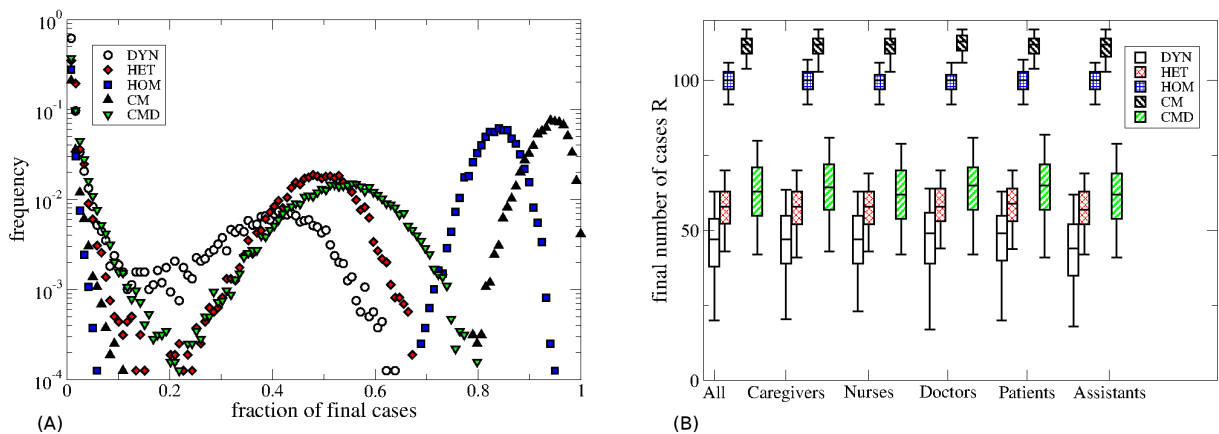 (A)
frequency
10^0
10^-1
10^-2
10^-3
10^-4
DYN
HET
HOM
CM
CMD
0 0.2 0.4 0.6 0.8 1
fraction of final cases
(B)
final number of cases R
100
50
0
DYN
HET
HOM
CM
CMD
All Caregivers Nurses Doctors Patients Assistants